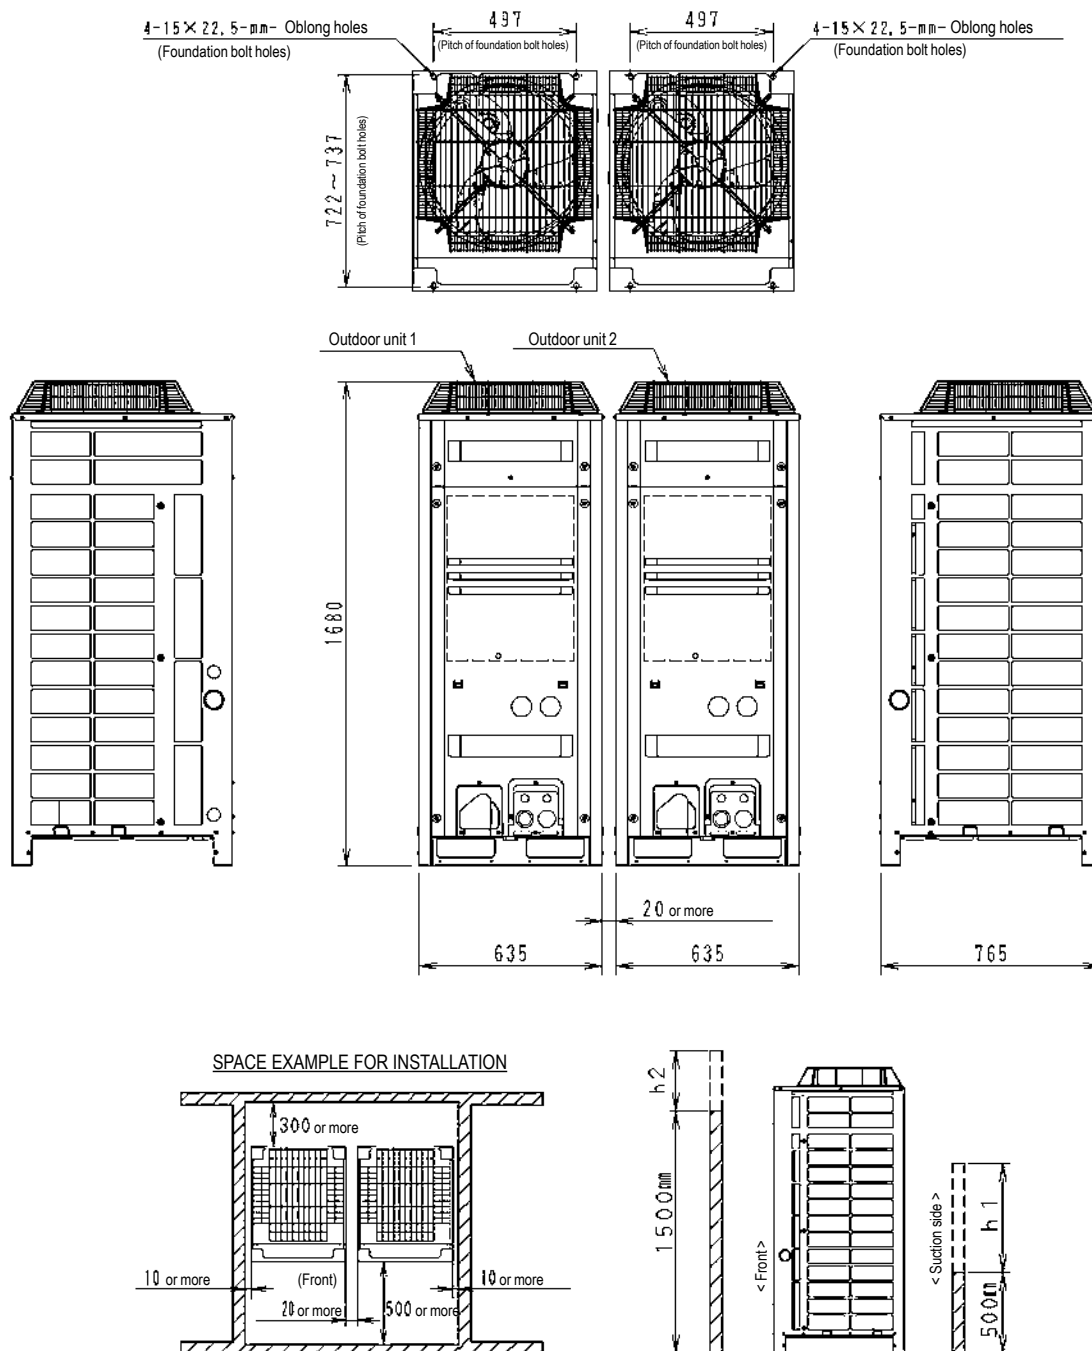 497
497
4-15×22.5-mm- Oblong holes
(Foundation bolt holes)
(Pitch of foundation bolt holes)
(Pitch of foundation bolt holes)
4-15×22.5-mm- Oblong holes
(Foundation bolt holes)
722~737
(Pitch of foundation bolt holes)
Outdoor unit 1
Outdoor unit 2
1680
20 or more
635
635
765
SPACE EXAMPLE FOR INSTALLATION
300 or more
10 or more
(Front)
10 or more
20 or more
500 or more
h2
1500mm
< Front >
< Suction side >
h1
500m